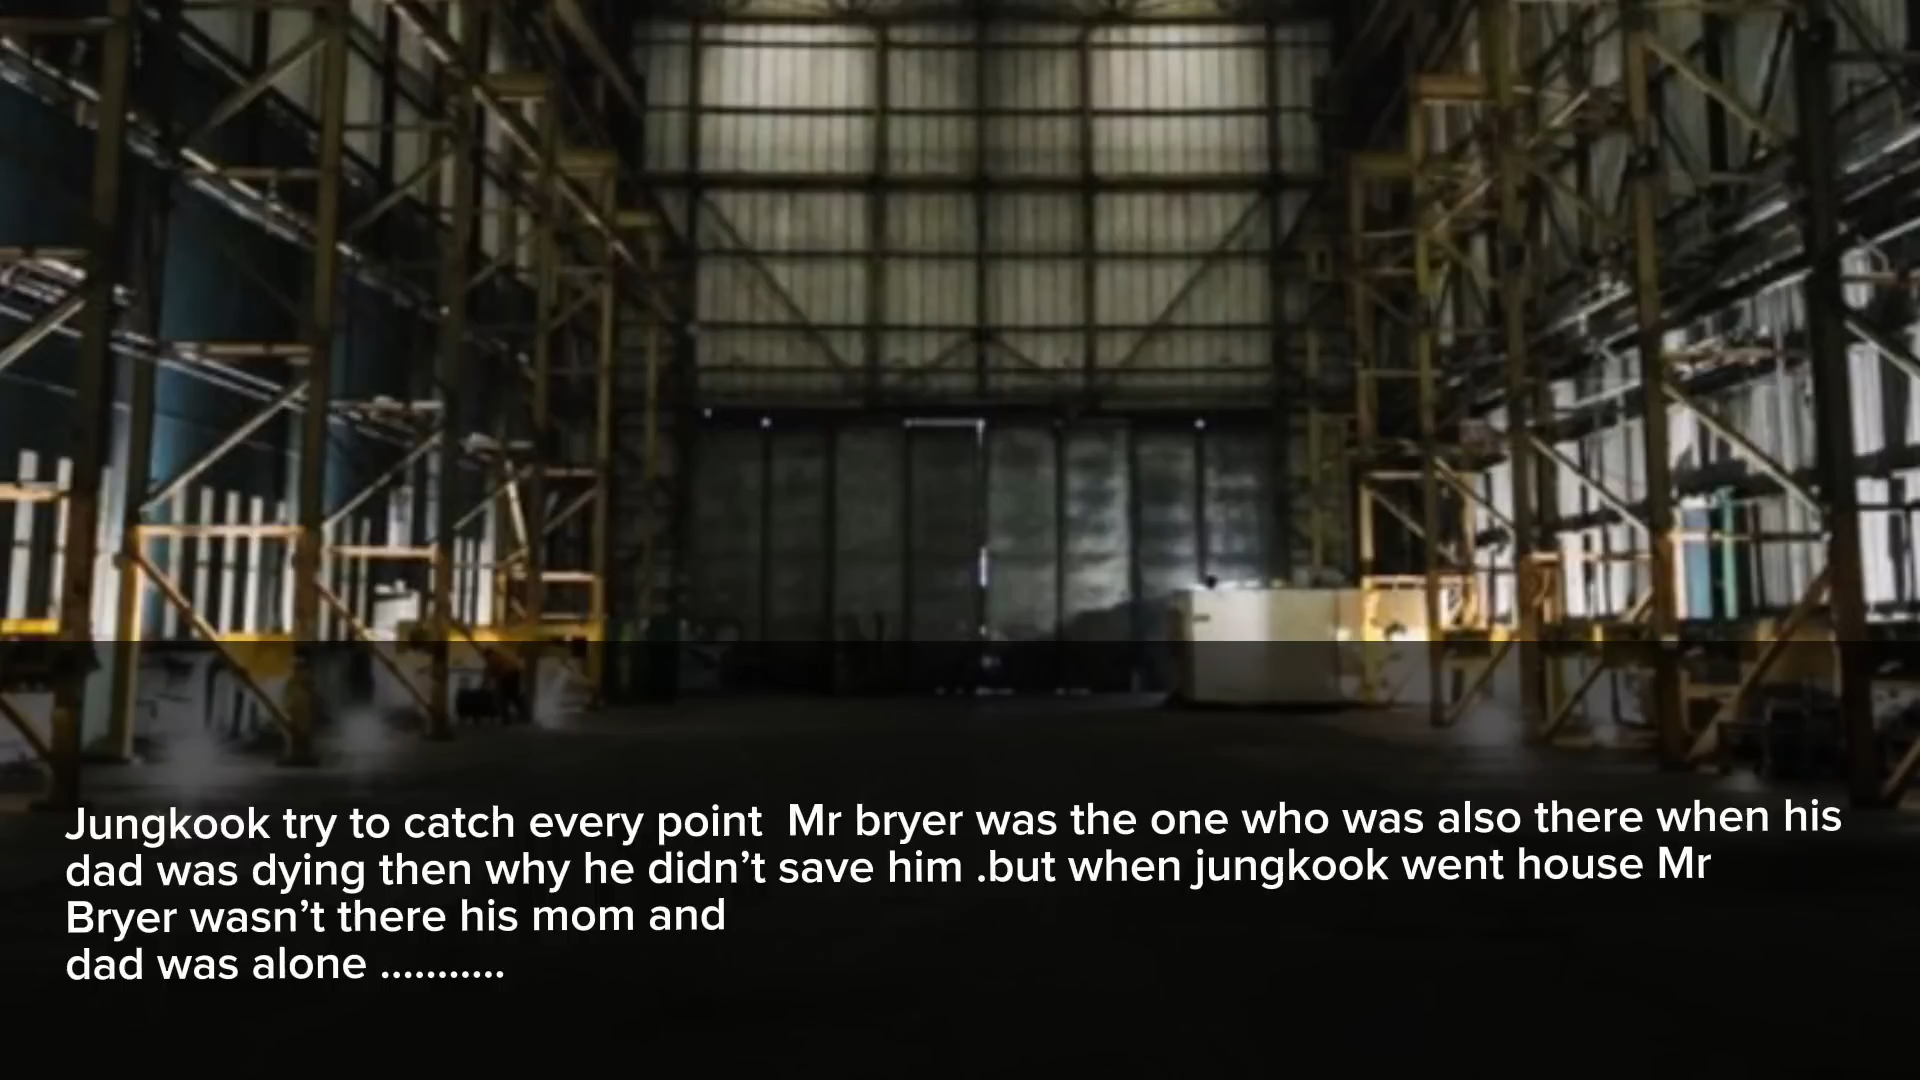 Jungkook try to catch every point  Mr bryer was the one who was also there when his
dad was dying then why he didn’t save him .but when jungkook went house Mr
Bryer wasn’t there his mom and
dad was alone ...........